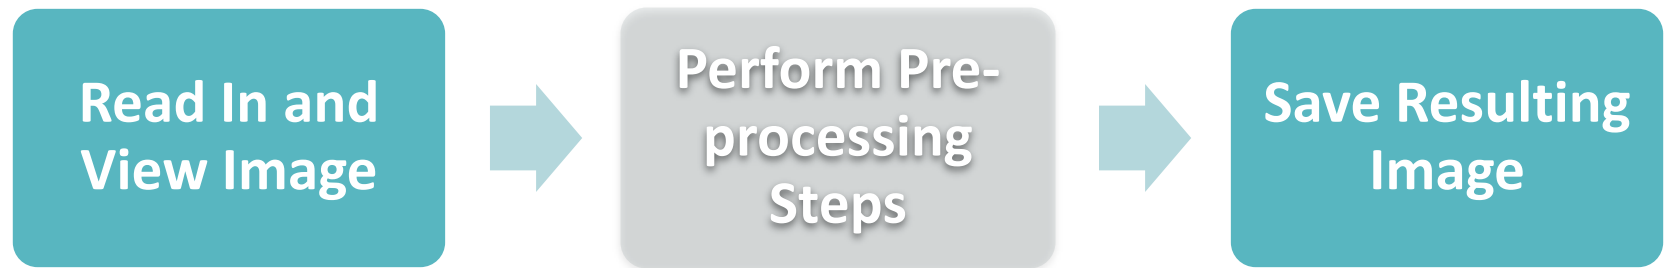 Read In and
View Image
Perform Pre-
processing
Steps
Save Resulting
Image